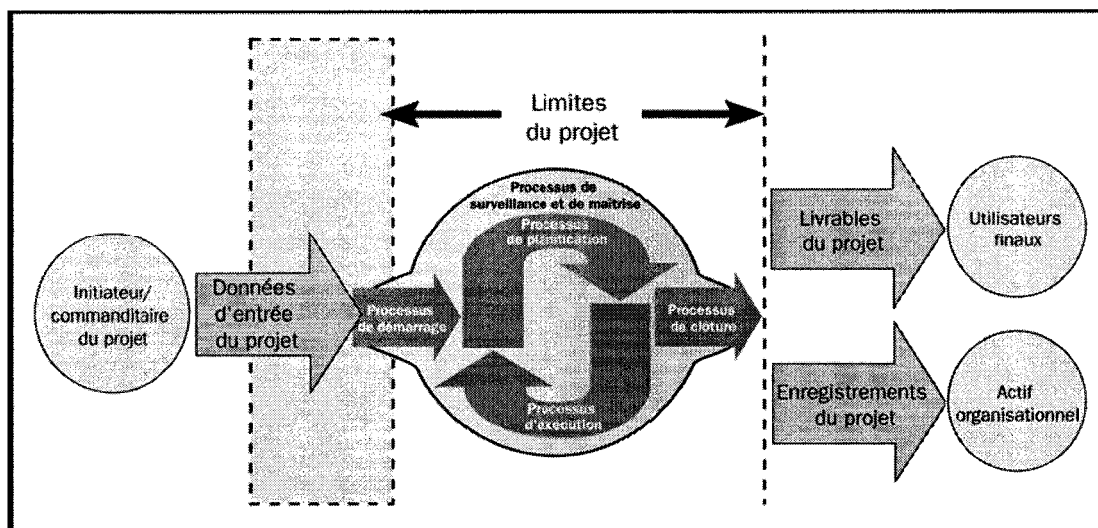 Limites
du projet
Processus de
surveillance et de maîtrise
Processus
de planification
Livrables
du projet
Utilisateurs
finaux
Initiateur/
commanditaire
du projet
Données
d'entrée
du projet
Processus
de démarrage
Processus
de clôture
Processus
d'exécution
Enregistrements
du projet
Actif
organisationnel